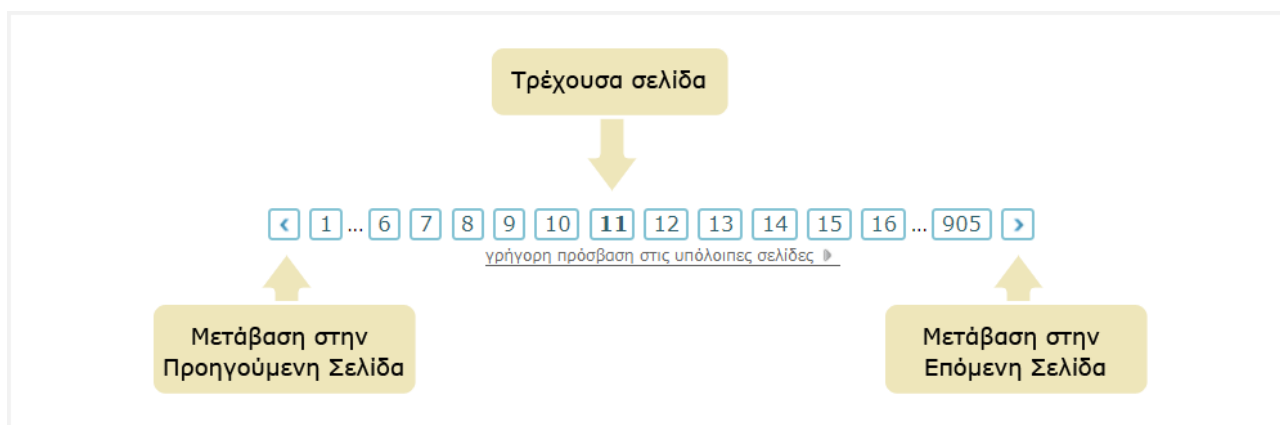 Τρέχουσα σελίδα
‹ 1 ... 6 7 8 9 10 11 12 13 14 15 16 ... 905 ›
γρήγορη πρόσβαση στις υπόλοιπες σελίδες
Μετάβαση στην
Προηγούμενη Σελίδα
Μετάβαση στην
Επόμενη Σελίδα